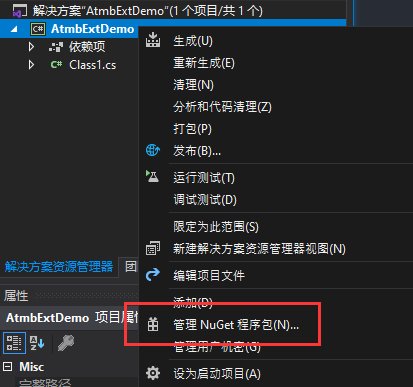 解决方案"AtmbExtDemo"(1 个项目/共 1 个)
AtmbExtDemo
依赖项
C# Class1.cs
生成(U)
重新生成(E)
清理(N)
分析和代码清理(Z)
打包(P)
发布(B)...
运行测试(T)
调试测试(D)
限定为此范围(S)
新建解决方案资源管理器视图(N)
编辑项目文件
添加(D)
管理 NuGet 程序包(N)...
管理用户机密(G)
设为启动项目(A)
解决方案资源管理器 团
属性
AtmbExtDemo 项目属
Misc
完整路径